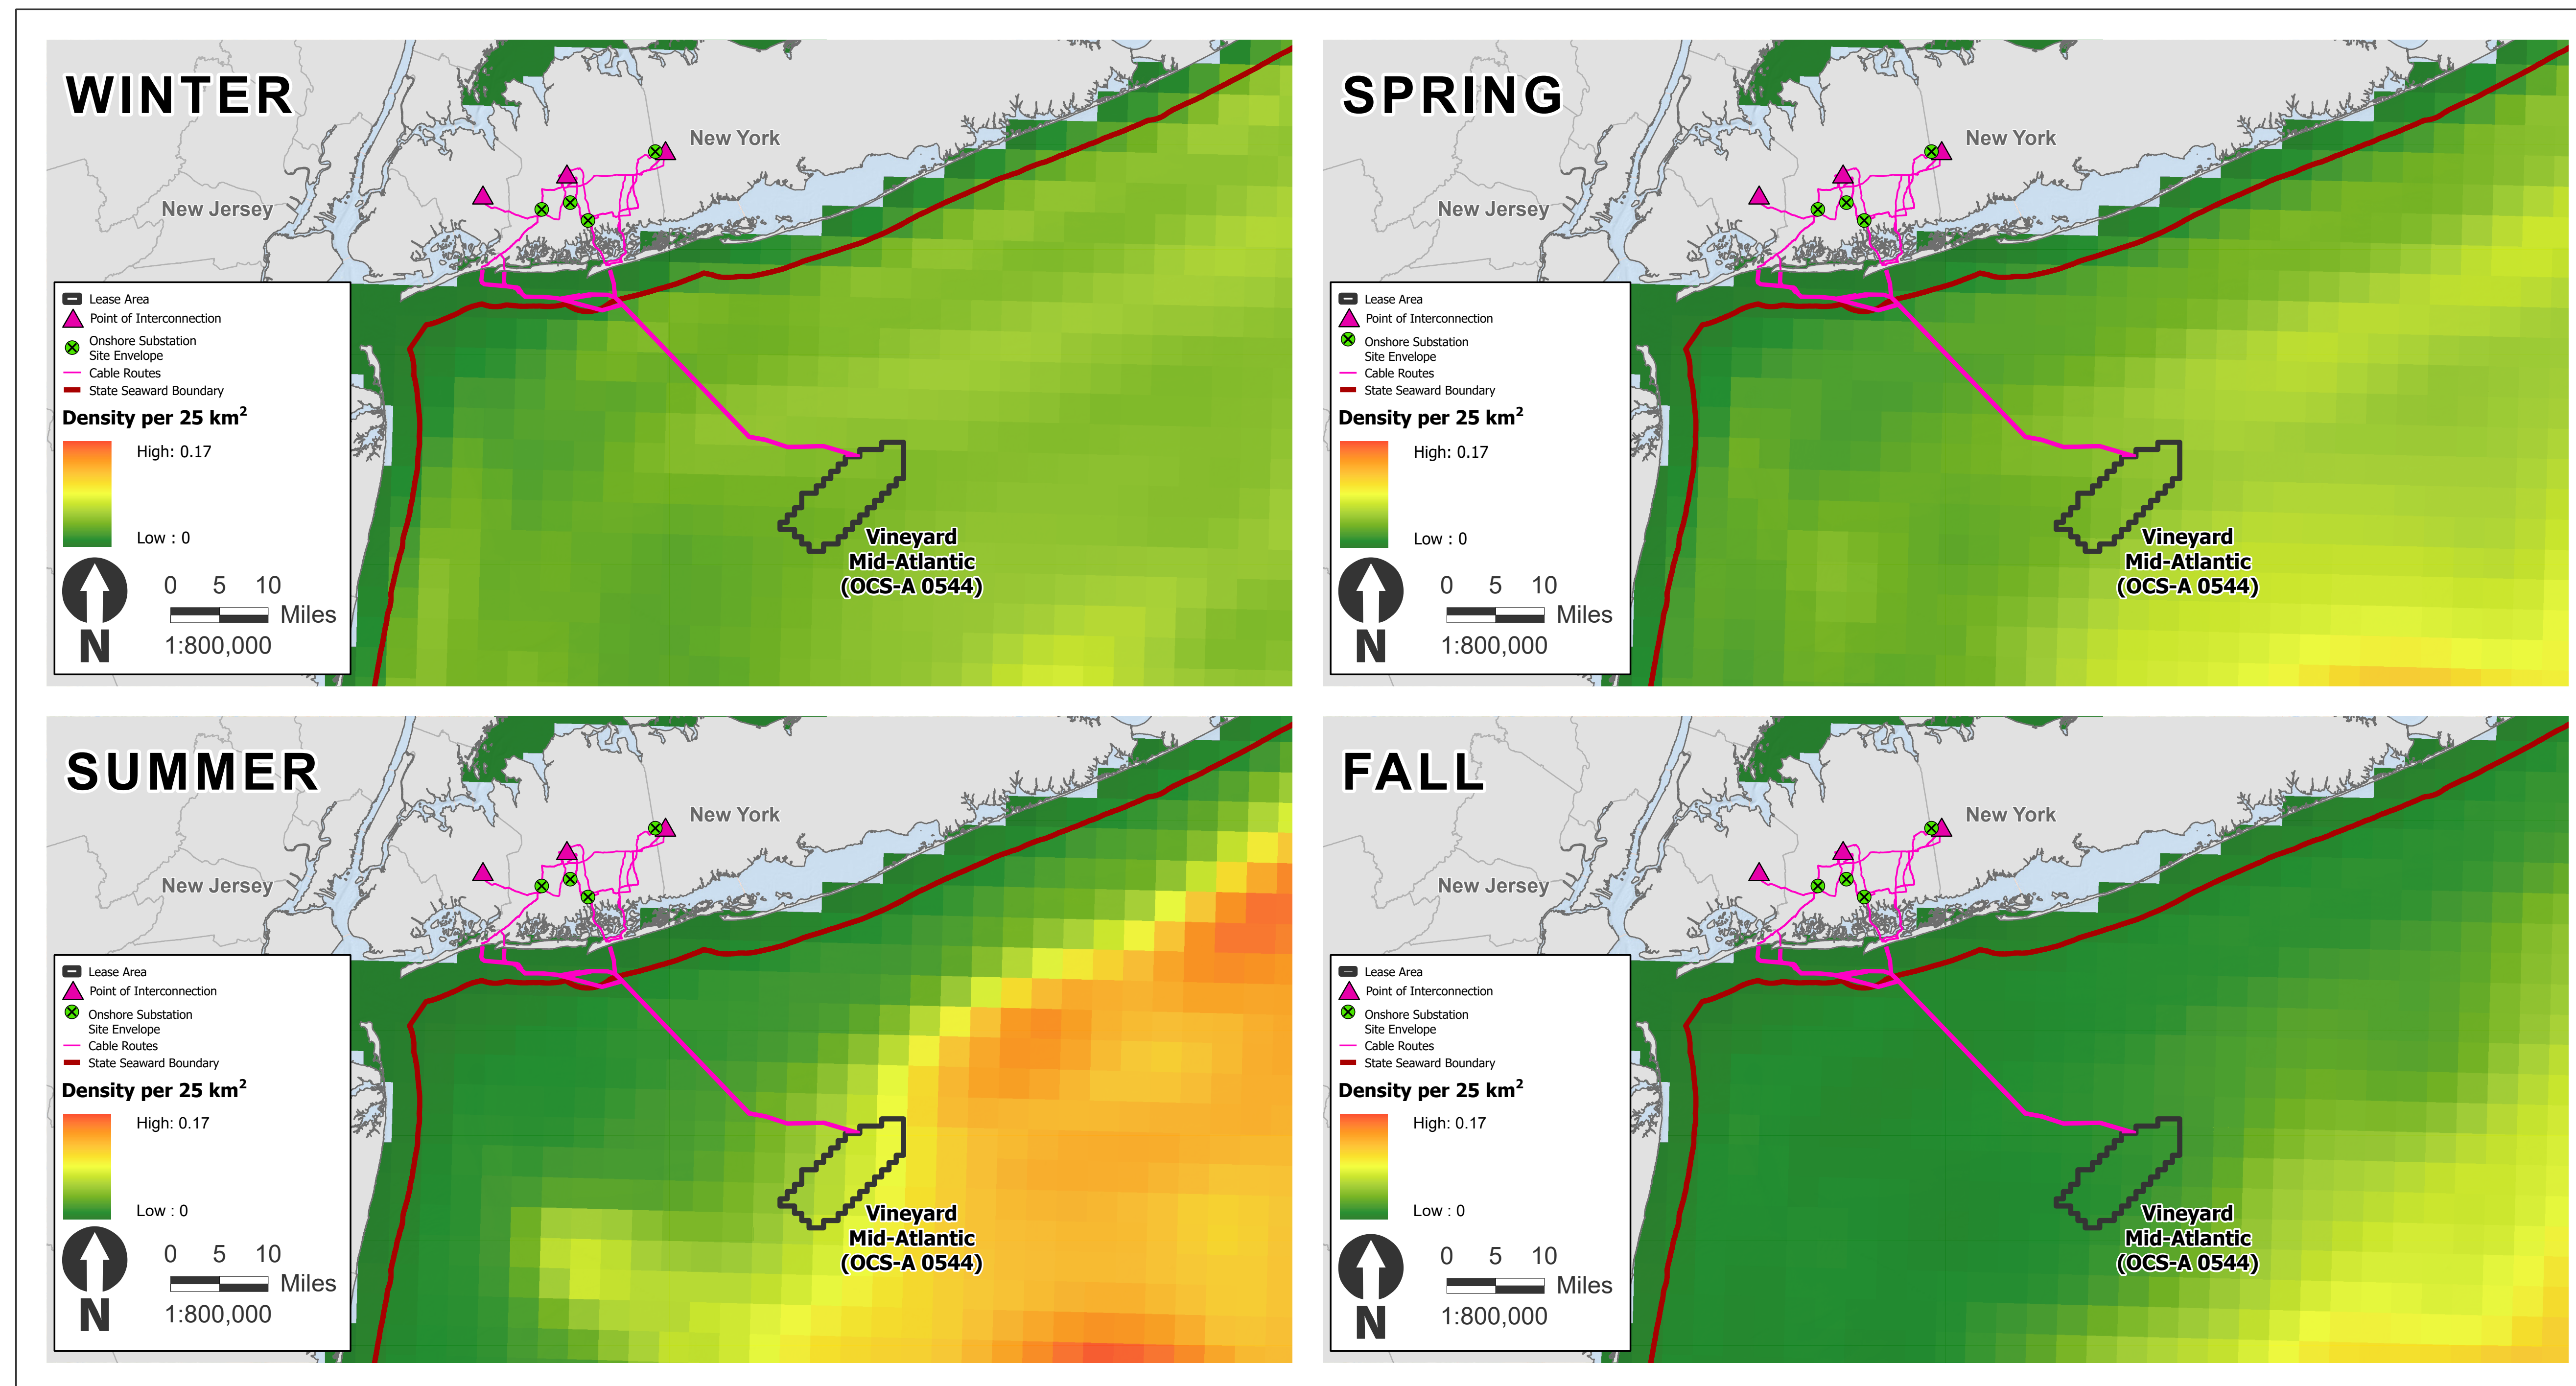 WINTER
New York
New Jersey
Lease Area
Point of Interconnection
Onshore Substation
Site Envelope
Cable Routes
State Seaward Boundary
Density per 25 km²
High: 0.17
Low : 0
0 5 10
Miles
1:800,000
N
Vineyard
Mid-Atlantic
(OCS-A 0544)
SPRING
New York
New Jersey
Lease Area
Point of Interconnection
Onshore Substation
Site Envelope
Cable Routes
State Seaward Boundary
Density per 25 km²
High: 0.17
Low : 0
0 5 10
Miles
1:800,000
N
Vineyard
Mid-Atlantic
(OCS-A 0544)
SUMMER
New York
New Jersey
Lease Area
Point of Interconnection
Onshore Substation
Site Envelope
Cable Routes
State Seaward Boundary
Density per 25 km²
High: 0.17
Low : 0
0 5 10
Miles
1:800,000
N
Vineyard
Mid-Atlantic
(OCS-A 0544)
FALL
New York
New Jersey
Lease Area
Point of Interconnection
Onshore Substation
Site Envelope
Cable Routes
State Seaward Boundary
Density per 25 km²
High: 0.17
Low : 0
0 5 10
Miles
1:800,000
N
Vineyard
Mid-Atlantic
(OCS-A 0544)